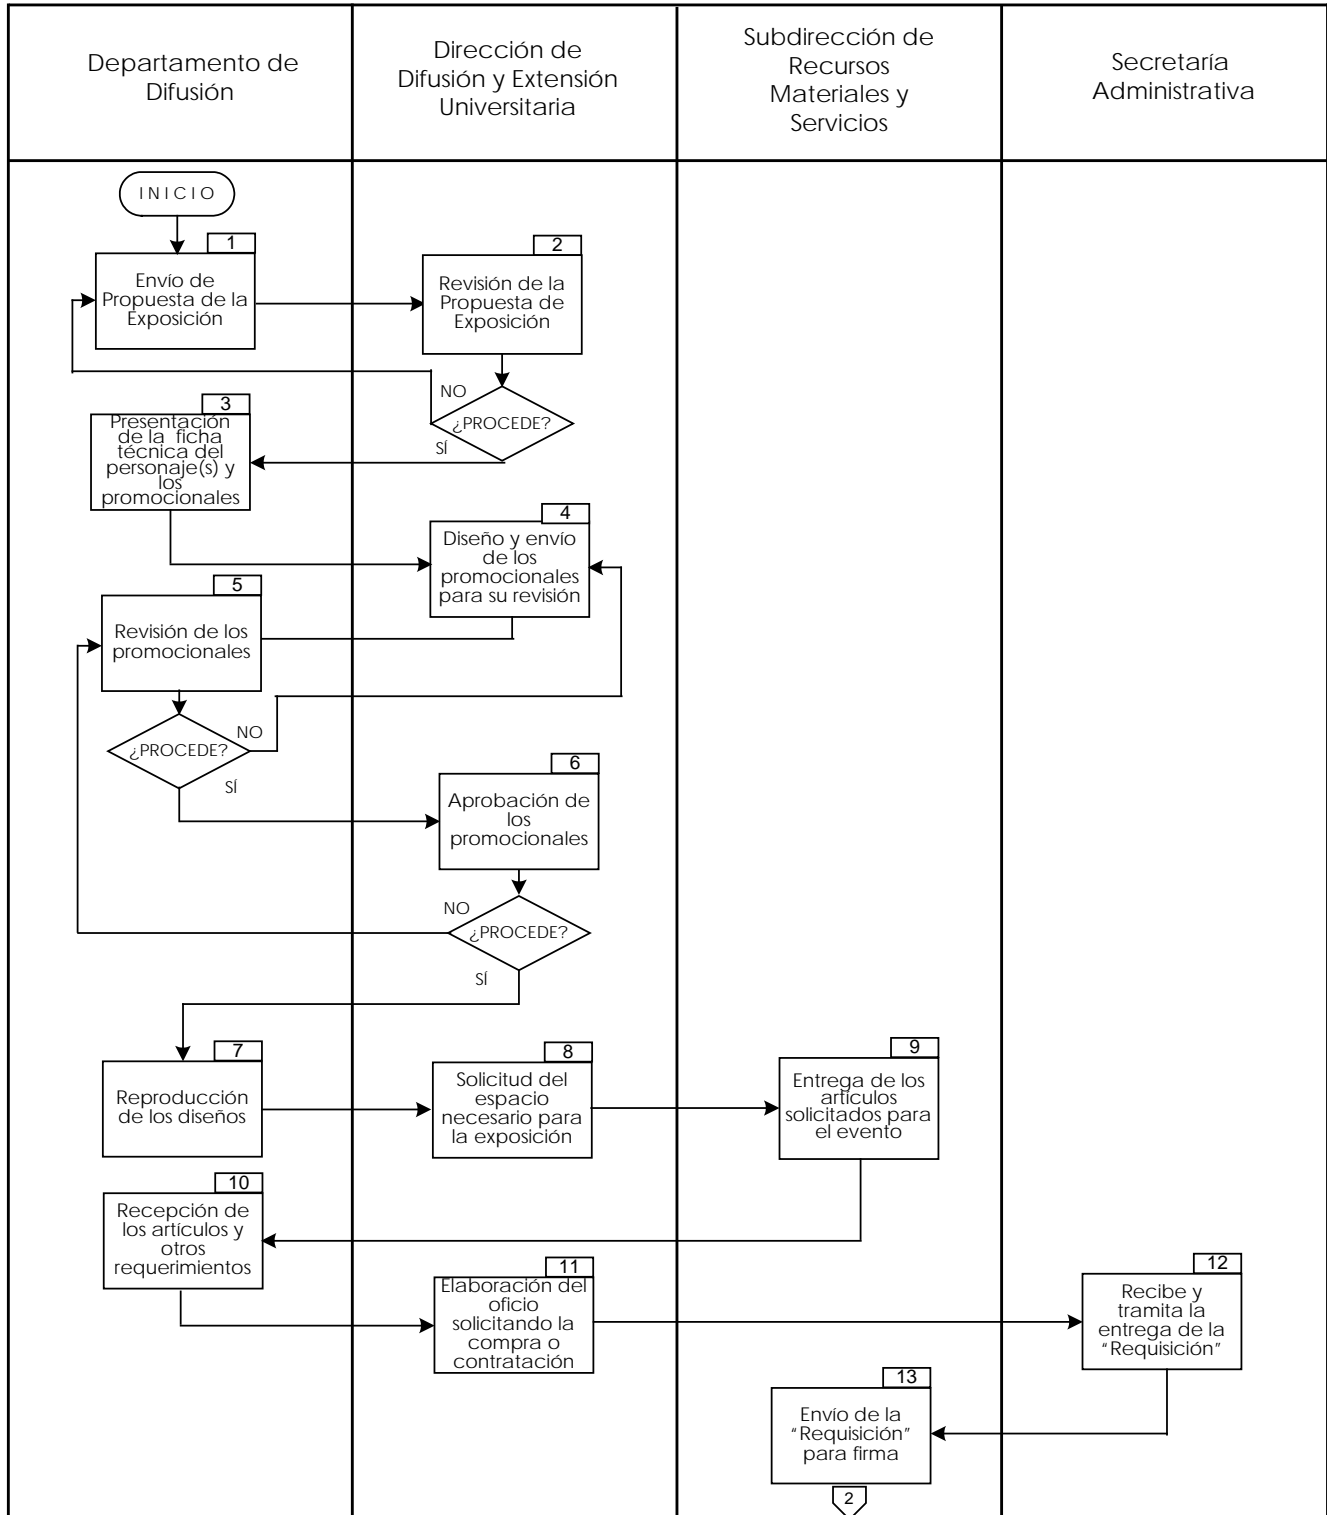 Departamento de
Difusión
Dirección de
Difusión y Extensión
Universitaria
Subdirección de
Recursos
Materiales y
Servicios
Secretaría
Administrativa
INICIO
1
Envío de
Propuesta de la
Exposición
2
Revisión de la
Propuesta de
Exposición
NO
¿PROCEDE?
SÍ
3
Presentación
de la ficha
técnica del
personaje(s) y
los
promocionales
4
Diseño y envío
de los
promocionales
para su revisión
5
Revisión de los
promocionales
NO
¿PROCEDE?
SÍ
6
Aprobación de
los
promocionales
NO
¿PROCEDE?
SÍ
7
Reproducción
de los diseños
8
Solicitud del
espacio
necesario para
la exposición
9
Entrega de los
artículos
solicitados para
el evento
10
Recepción de
los artículos y
otros
requerimientos
11
Elaboración del
oficio
solicitando la
compra o
contratación
12
Recibe y
tramita la
entrega de la
“Requisición”
13
Envío de la
“Requisición”
para firma
2